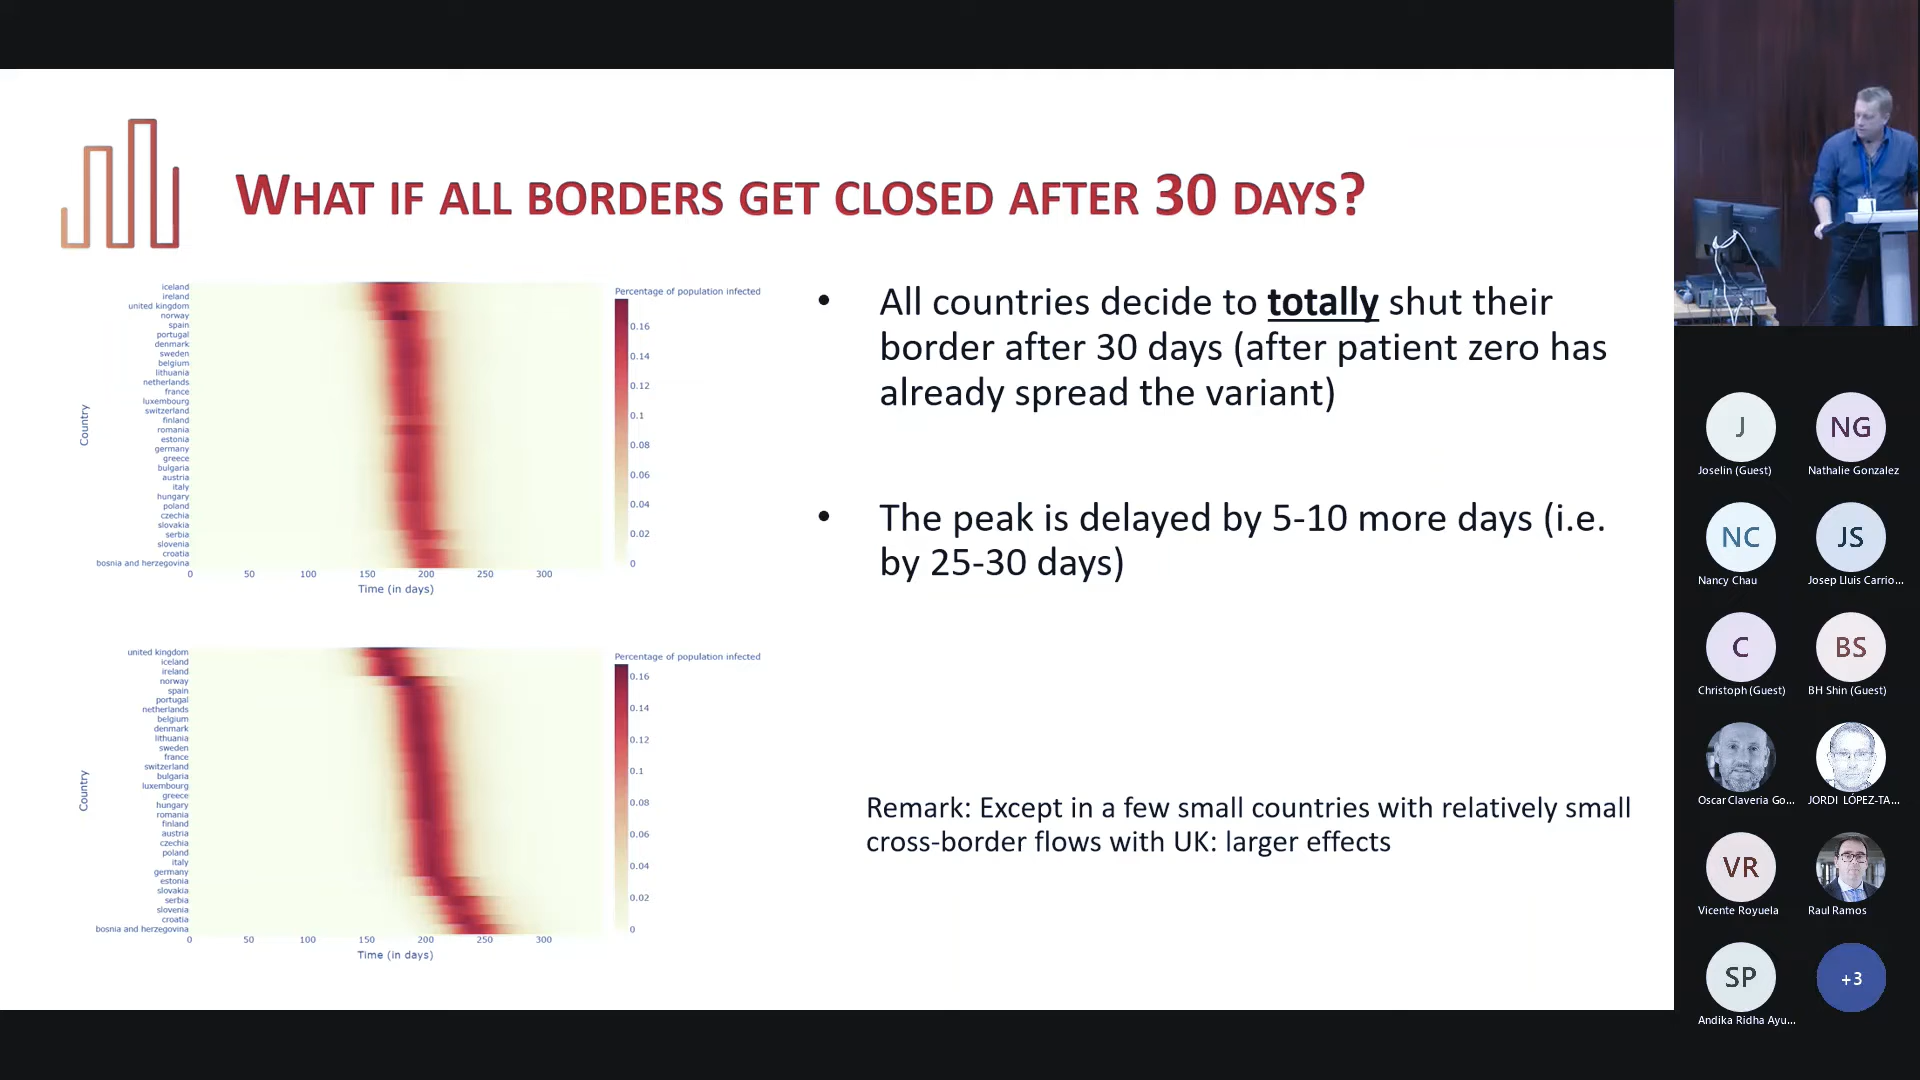 WHAT IF ALL BORDERS GET CLOSED AFTER 30 DAYS?
Percentage of population infected
iceland
ireland
united kingdom
norway
spain
portugal
denmark
sweden
belgium
lithuania
netherlands
france
luxembourg
switzerland
finland
romania
estonia
germany
greece
bulgaria
austria
italy
hungary
poland
czechia
slovakia
serbia
slovenia
croatia
bosnia and herzegovina
Country
0 50 100 150 200 250 300
Time (in days)
0.16
0.14
0.12
0.1
0.08
0.06
0.04
0.02
0
Percentage of population infected
united kingdom
iceland
ireland
norway
spain
portugal
netherlands
belgium
denmark
lithuania
sweden
france
switzerland
bulgaria
luxembourg
greece
hungary
romania
finland
austria
czechia
poland
italy
germany
estonia
slovakia
serbia
slovenia
croatia
bosnia and herzegovina
Country
0 50 100 150 200 250 300
Time (in days)
0.16
0.14
0.12
0.1
0.08
0.06
0.04
0.02
0
• All countries decide to totally shut their
border after 30 days (after patient zero has
already spread the variant)
• The peak is delayed by 5-10 more days (i.e.
by 25-30 days)
Remark: Except in a few small countries with relatively small
cross-border flows with UK: larger effects
J NG
Joselin (Guest) Nathalie Gonzalez
NC JS
Nancy Chau Josep Lluis Carrio...
C BS
Christoph (Guest) BH Shin (Guest)
Oscar Claveria Go... JORDI LÓPEZ-TA...
VR
Vicente Royuela Raul Ramos
SP +3
Andika Ridha Ayu...